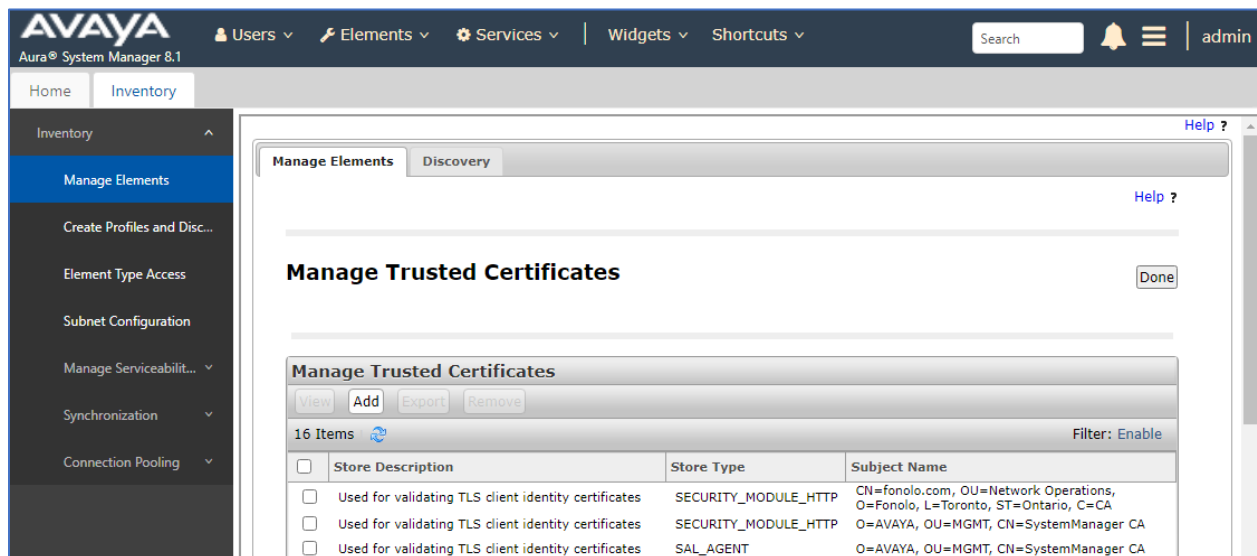 AVAYA
Aura® System Manager 8.1
Users
Elements
Services
Widgets
Shortcuts
Search
admin
Home
Inventory
Inventory
Manage Elements
Create Profiles and Disc...
Element Type Access
Subnet Configuration
Manage Serviceabilit...
Synchronization
Connection Pooling
Help ?
Manage Elements
Discovery
Help ?
Manage Trusted Certificates
Done
Manage Trusted Certificates
View
Add
Export
Remove
16 Items
Filter: Enable
Store Description
Store Type
Subject Name
Used for validating TLS client identity certificates
SECURITY_MODULE_HTTP
CN=fonolo.com, OU=Network Operations,
O=Fonolo, L=Toronto, ST=Ontario, C=CA
Used for validating TLS client identity certificates
SECURITY_MODULE_HTTP
O=AVAYA, OU=MGMT, CN=SystemManager CA
Used for validating TLS client identity certificates
SAL_AGENT
O=AVAYA, OU=MGMT, CN=SystemManager CA